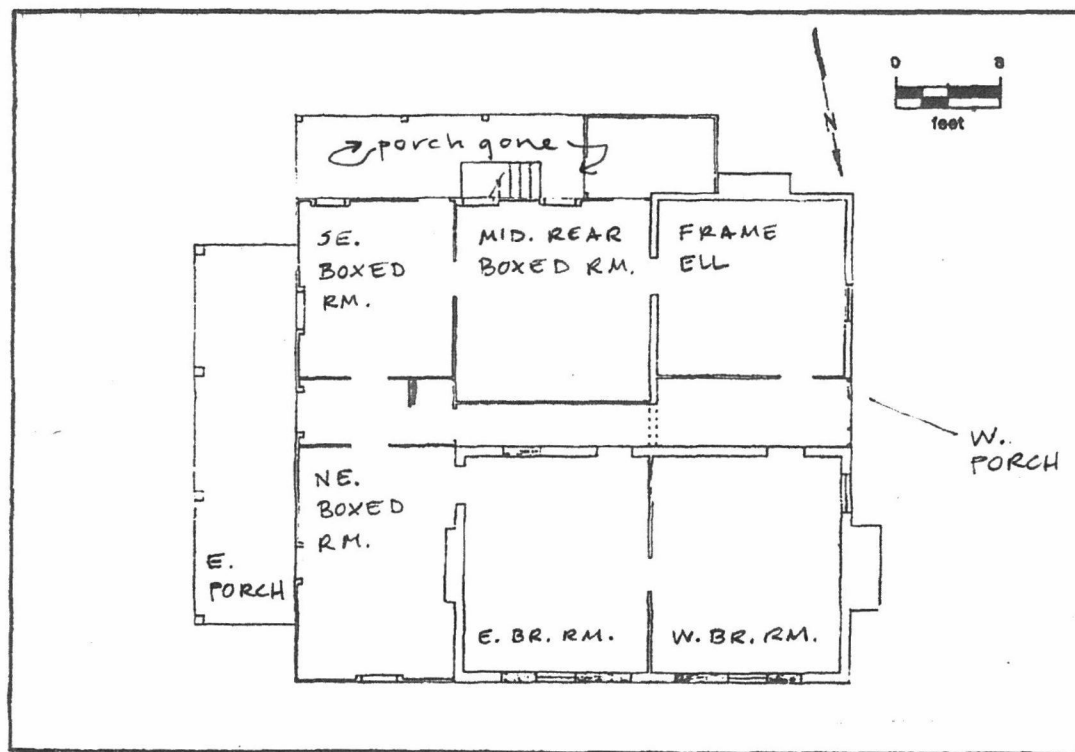 0 8
feet
N
porch gone
SE.
BOXED
RM.
MID. REAR
BOXED RM.
FRAME
ELL
W.
PORCH
NE.
BOXED
RM.
E.
PORCH
E. BR. RM.
W. BR. RM.